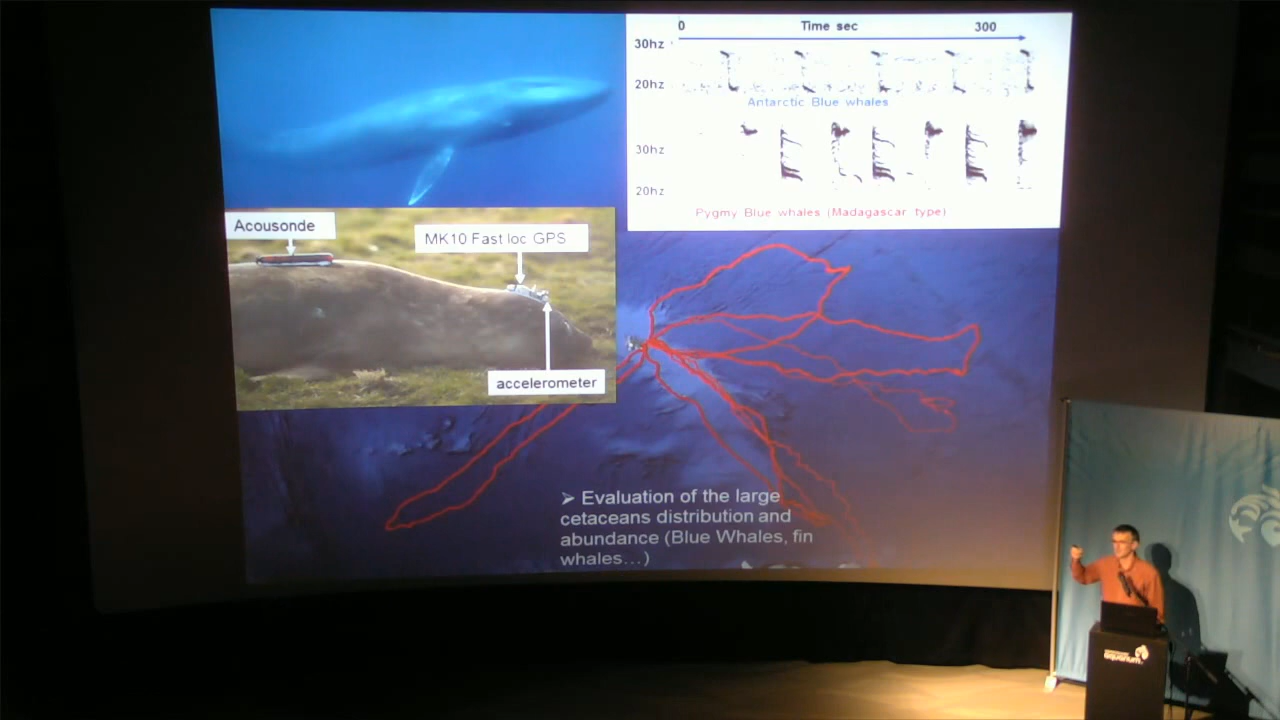 0 Time sec 300
30hz
20hz
Antarctic Blue whales
30hz
20hz
Pygmy Blue whales (Madagascar type)
Acousonde
MK10 Fast loc GPS
accelerometer
➢ Evaluation of the large
cetaceans distribution and
abundance (Blue Whales, fin
whales...)
aquarium